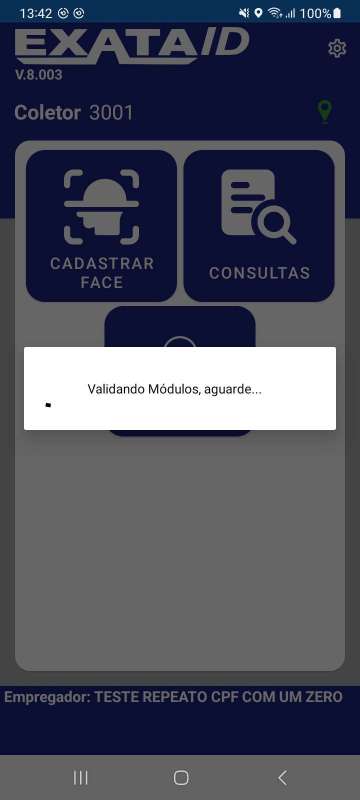 13:42
100%
EXATA ID
V.8.003
Coletor 3001
CADASTRAR
FACE
CONSULTAS
Validando Módulos, aguarde...
Empregador: TESTE REPEATO CPF COM UM ZERO